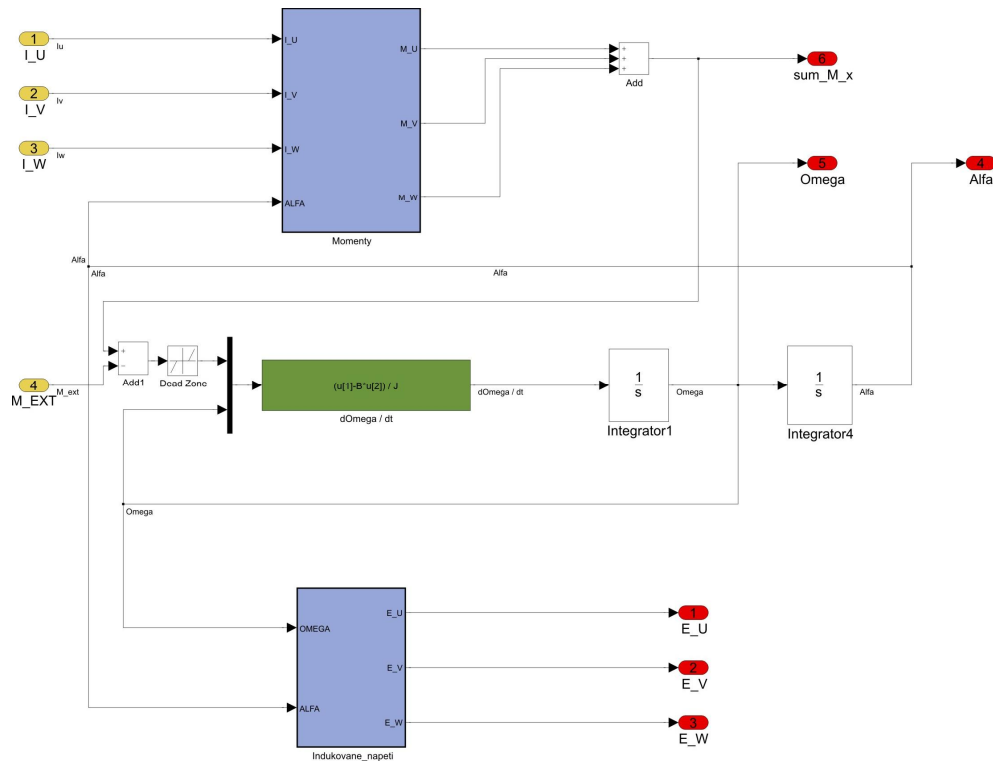 1
I_U
Iu
2
I_V
Iv
3
I_W
Iw
I_U
I_V
I_W
ALFA
M_U
M_V
M_W
Momenty
+
+
+
Add
6
sum_M_x
5
Omega
4
Alfa
Alfa
Alfa
Alfa
4
M_EXT
M_ext
+
−
Add1
Dead Zone
(u[1]-B*u[2]) / J
dOmega / dt
dOmega / dt
1
s
Integrator1
Omega
1
s
Integrator4
Alfa
Omega
OMEGA
ALFA
E_U
E_V
E_W
Indukovane_napeti
1
E_U
2
E_V
3
E_W